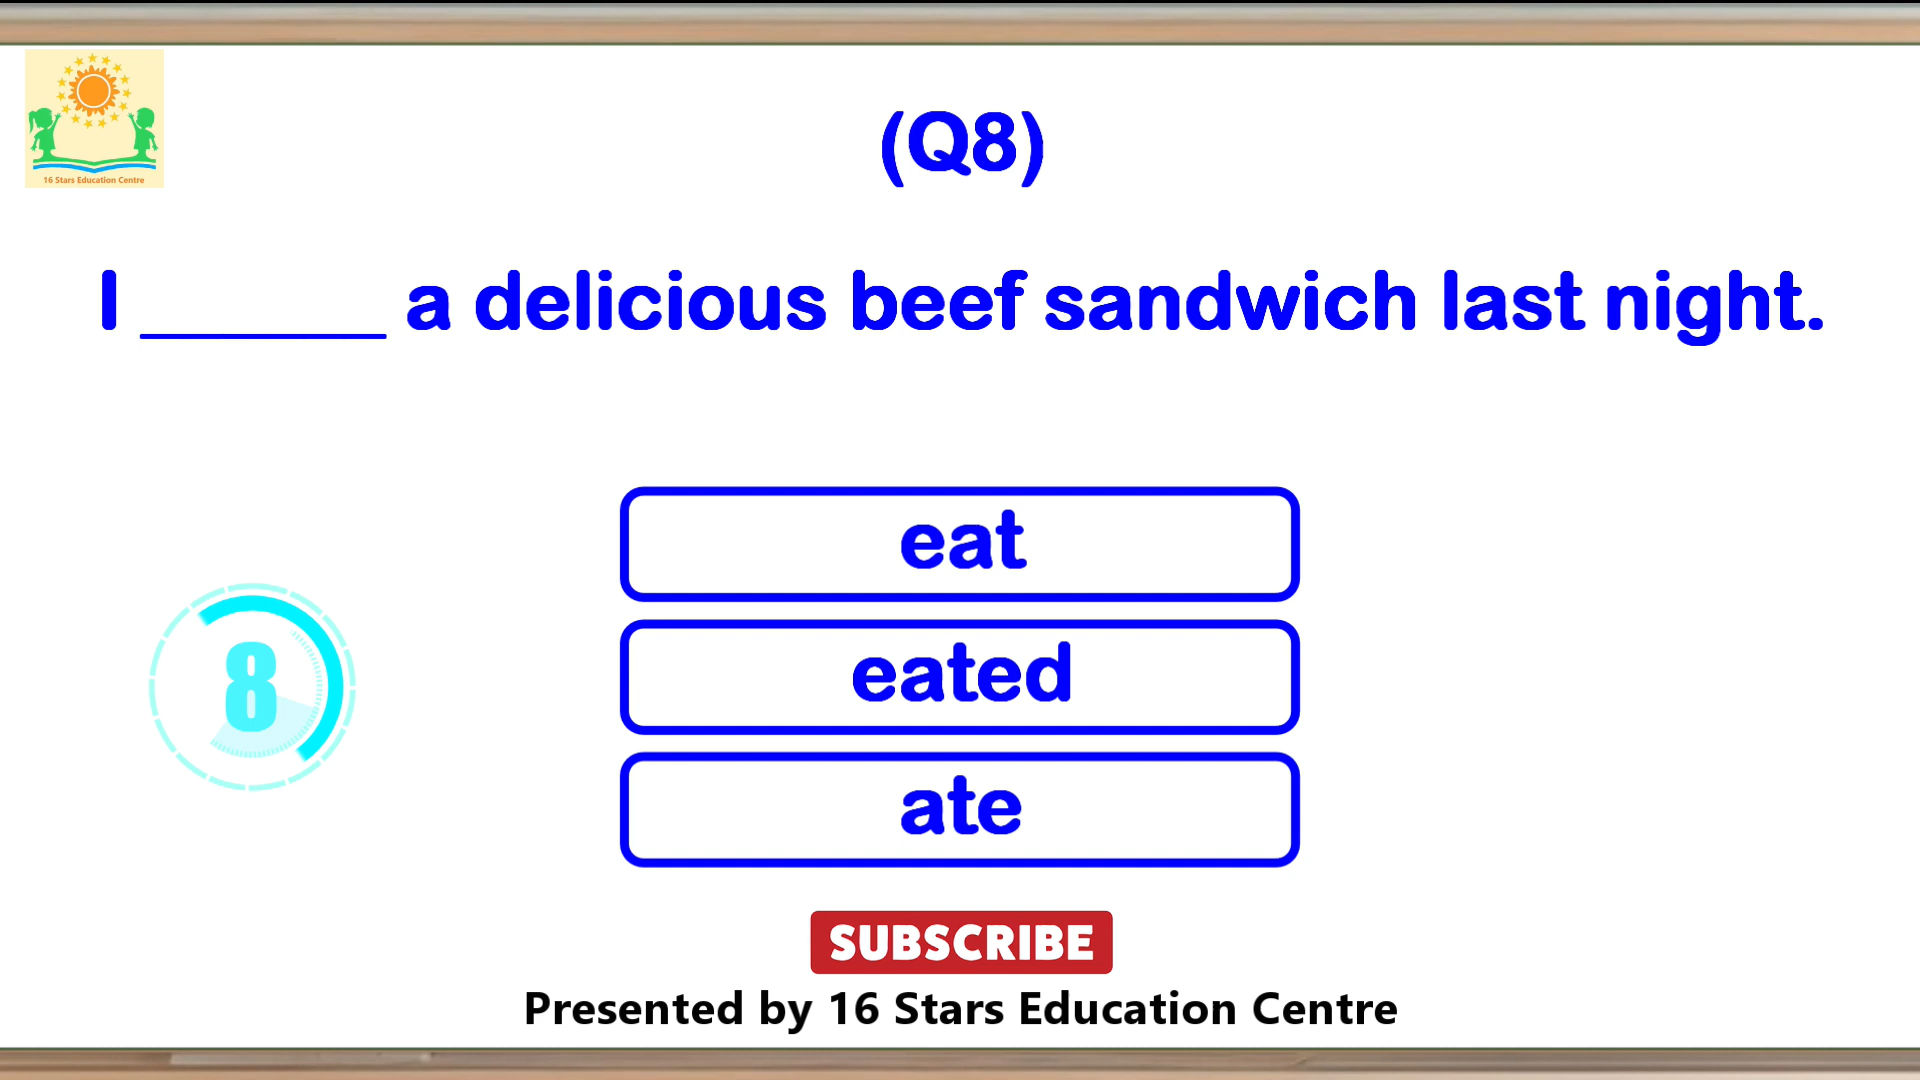 16 Stars Education Centre
(Q8)
I ______ a delicious beef sandwich last night.
eat
eated
8
ate
SUBSCRIBE
Presented by 16 Stars Education Centre